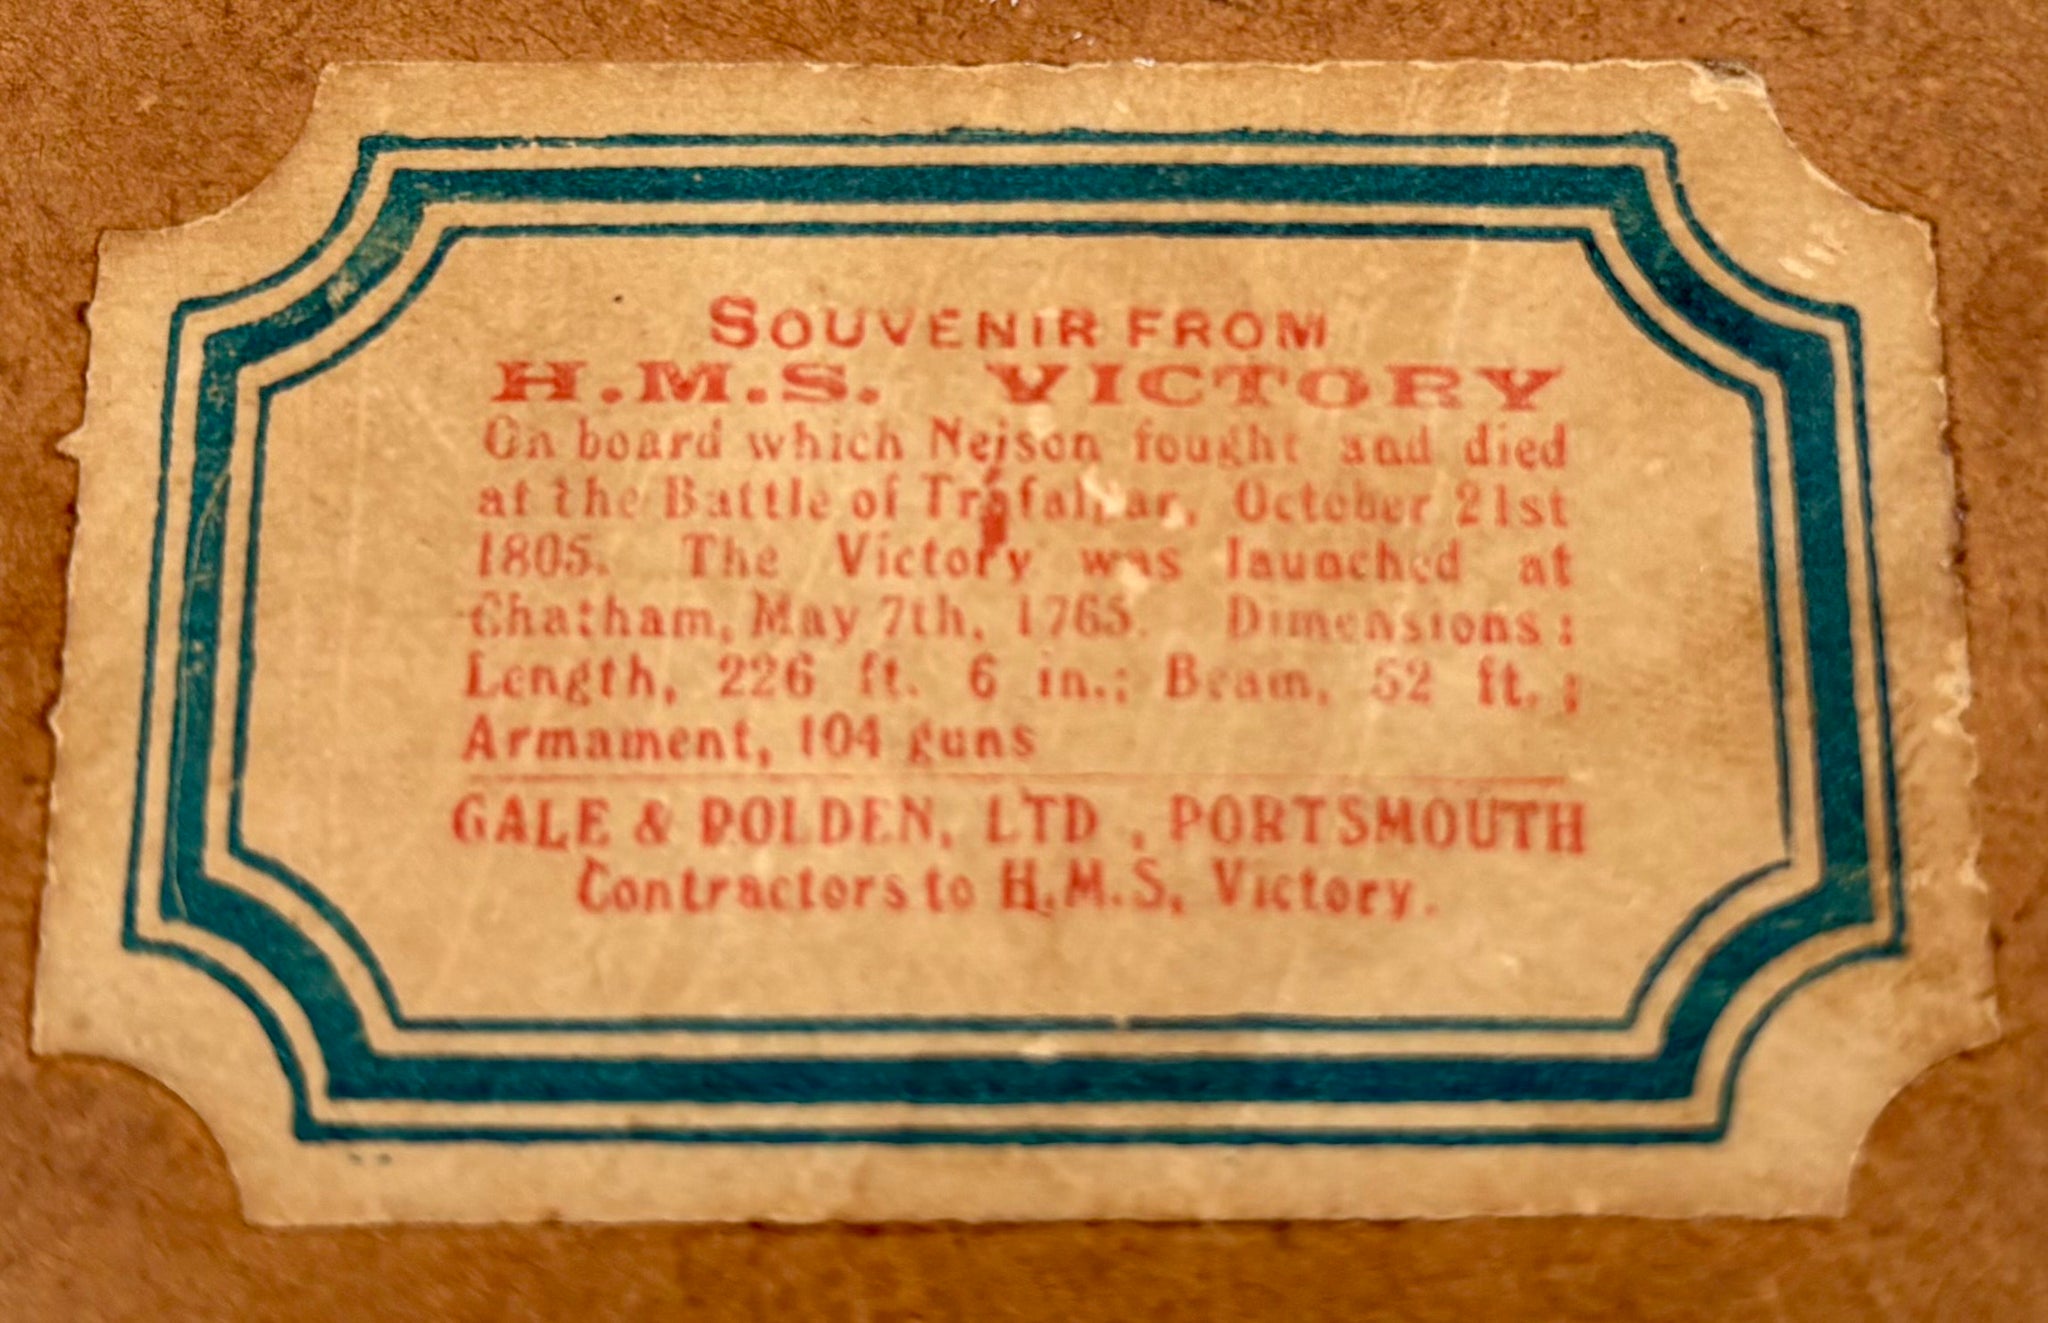 SOUVENIR FROM
H.M.S. VICTORY
On board which Nelson fought and died
at the Battle of Trafalgar, October 21st
1805. The Victory was launched at
Chatham, May 7th, 1765. Dimensions:
Length, 226 ft. 6 in.; Beam, 52 ft.;
Armament, 104 guns
GALE & POLDEN, LTD., PORTSMOUTH
Contractors to H.M.S. Victory.